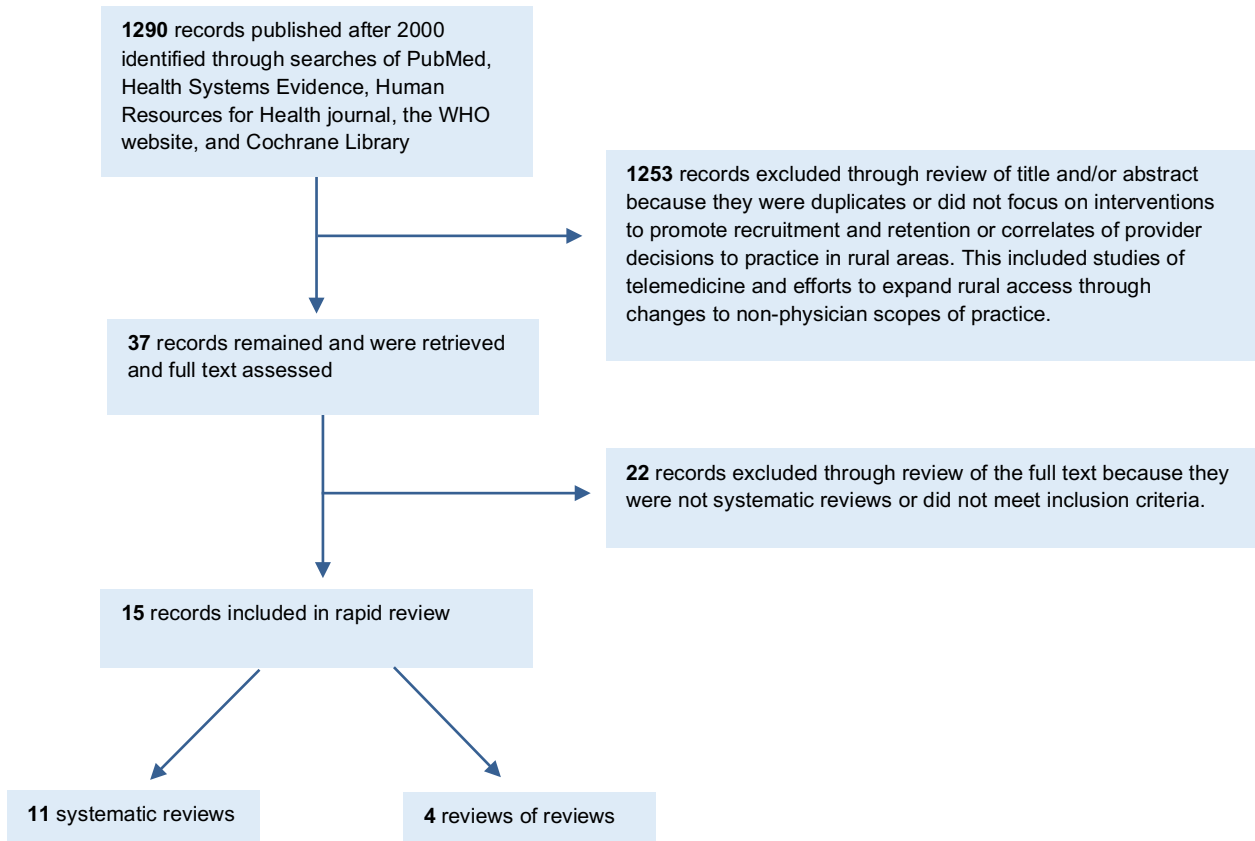 1290 records published after 2000
identified through searches of PubMed,
Health Systems Evidence, Human
Resources for Health journal, the WHO
website, and Cochrane Library
1253 records excluded through review of title and/or abstract
because they were duplicates or did not focus on interventions
to promote recruitment and retention or correlates of provider
decisions to practice in rural areas. This included studies of
telemedicine and efforts to expand rural access through
changes to non-physician scopes of practice.
37 records remained and were retrieved
and full text assessed
22 records excluded through review of the full text because they
were not systematic reviews or did not meet inclusion criteria.
15 records included in rapid review
11 systematic reviews
4 reviews of reviews